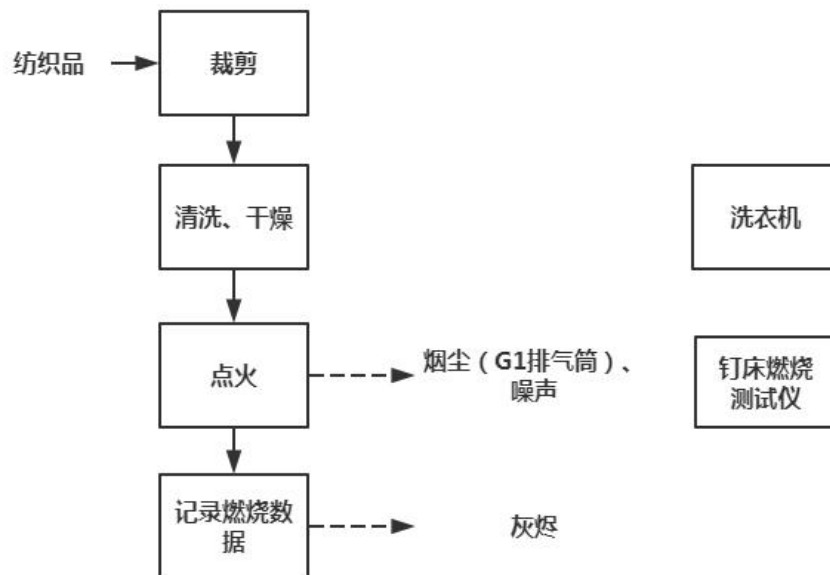 纺织品
裁剪
清洗、干燥
洗衣机
点火
烟尘（G1排气筒）、
噪声
钉床燃烧
测试仪
记录燃烧数
据
灰烬